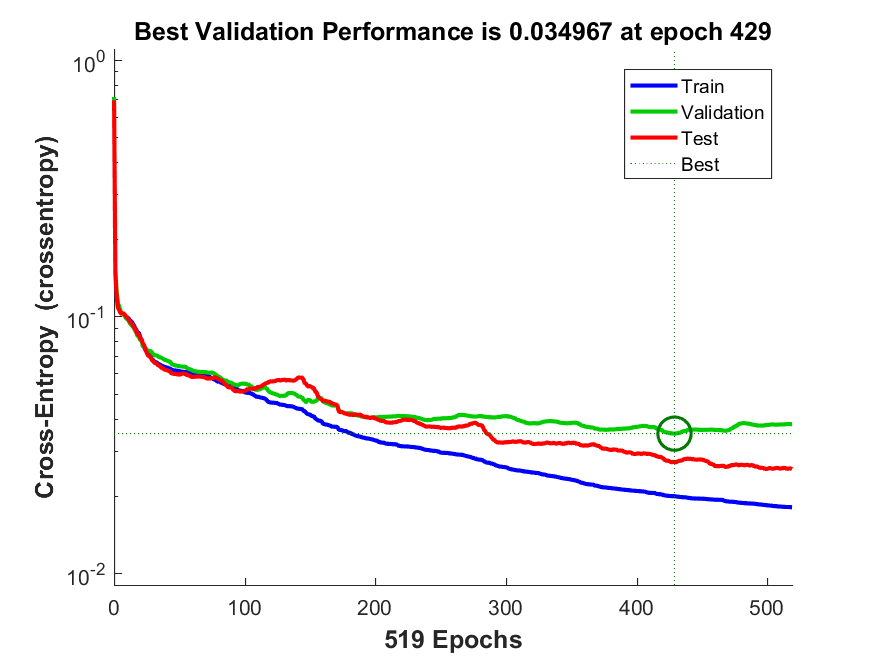 Best Validation Performance is 0.034967 at epoch 429
10^0
10^-1
10^-2
Cross-Entropy (crossentropy)
Train
Validation
Test
Best
0 100 200 300 400 500
519 Epochs